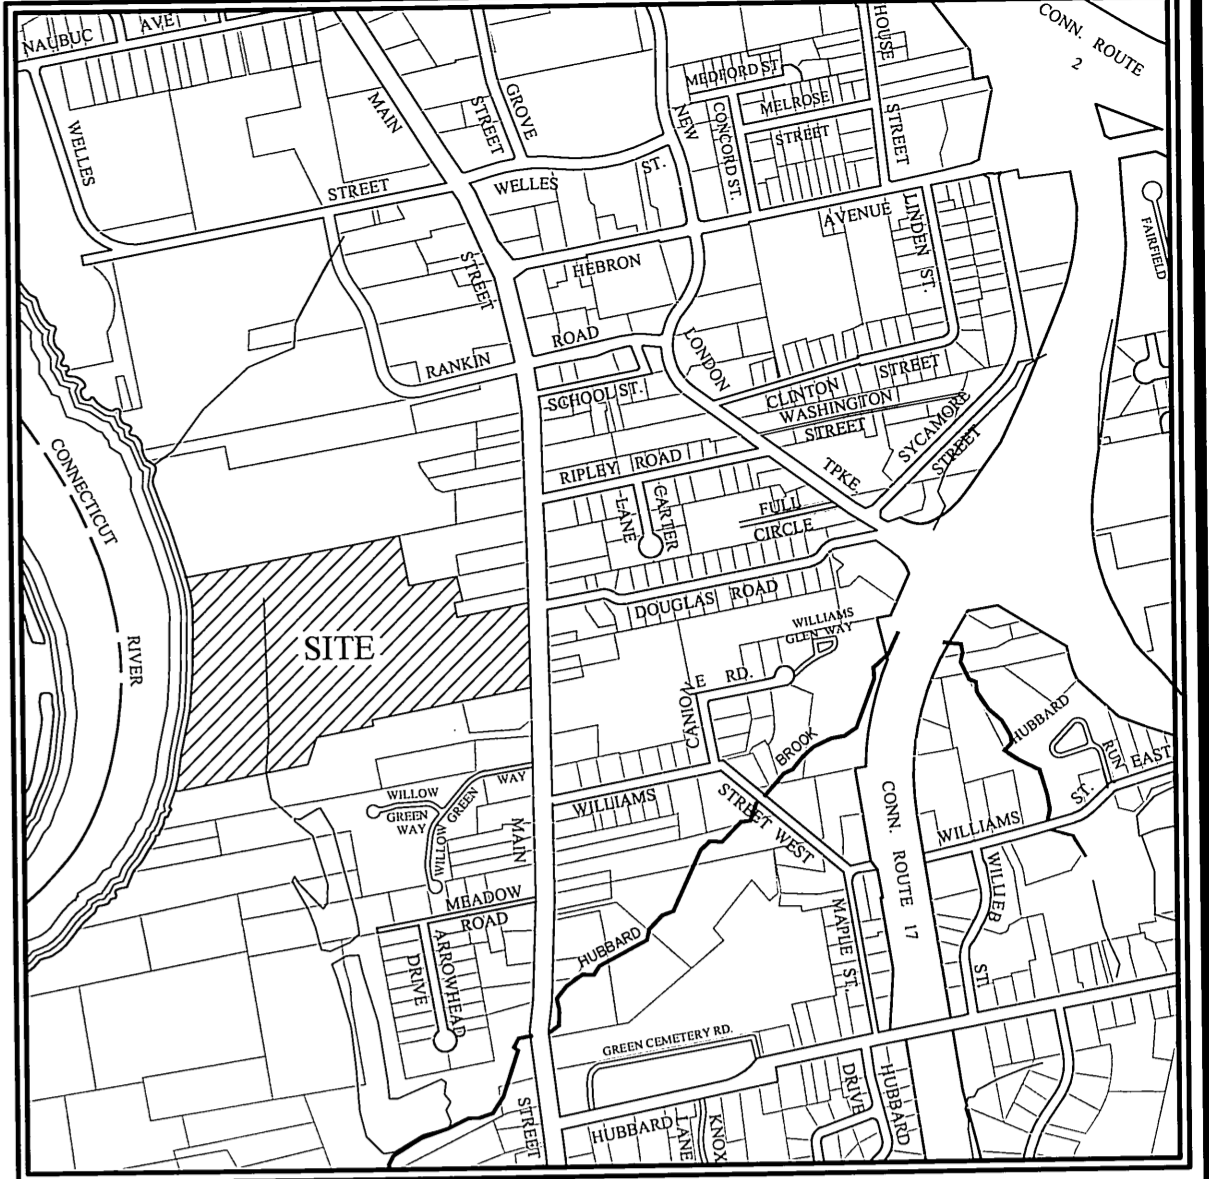 NAUBUC
AVE
WELLES
STREET
MAIN
STREET
GROVE
STREET
WELLES
ST.
NEW
LONDON
TPKE
MEDFORD ST.
MELROSE
STREET
CONCORD ST.
HOUSE
STREET
CONN. ROUTE
2
HEBRON
AVENUE
LINDEN ST.
FAIRFIELD
RANKIN
ROAD
SCHOOL ST.
CLINTON
STREET
WASHINGTON
STREET
SYCAMORE
STREET
RIPLEY ROAD
CARTER
LANE
FULL
CIRCLE
DOUGLAS ROAD
CONNECTICUT
RIVER
SITE
WILLIAMS
GLEN WAY
RD.
BROOK
HUBBARD
HUBBARD
RUN
EAST
ST.
WILLIAMS
WILLOW
GREEN
WAY
WILLOW
GREEN
WAY
MAIN
STREET
WILLIAMS
STREET WEST
CONN. ROUTE 17
WILLIEB
ST.
MEADOW
ROAD
ARROWHEAD
DRIVE
MAPLE ST.
HUBBARD
GREEN CEMETERY RD.
HUBBARD
DRIVE
HUBBARD
LANE
KNOX